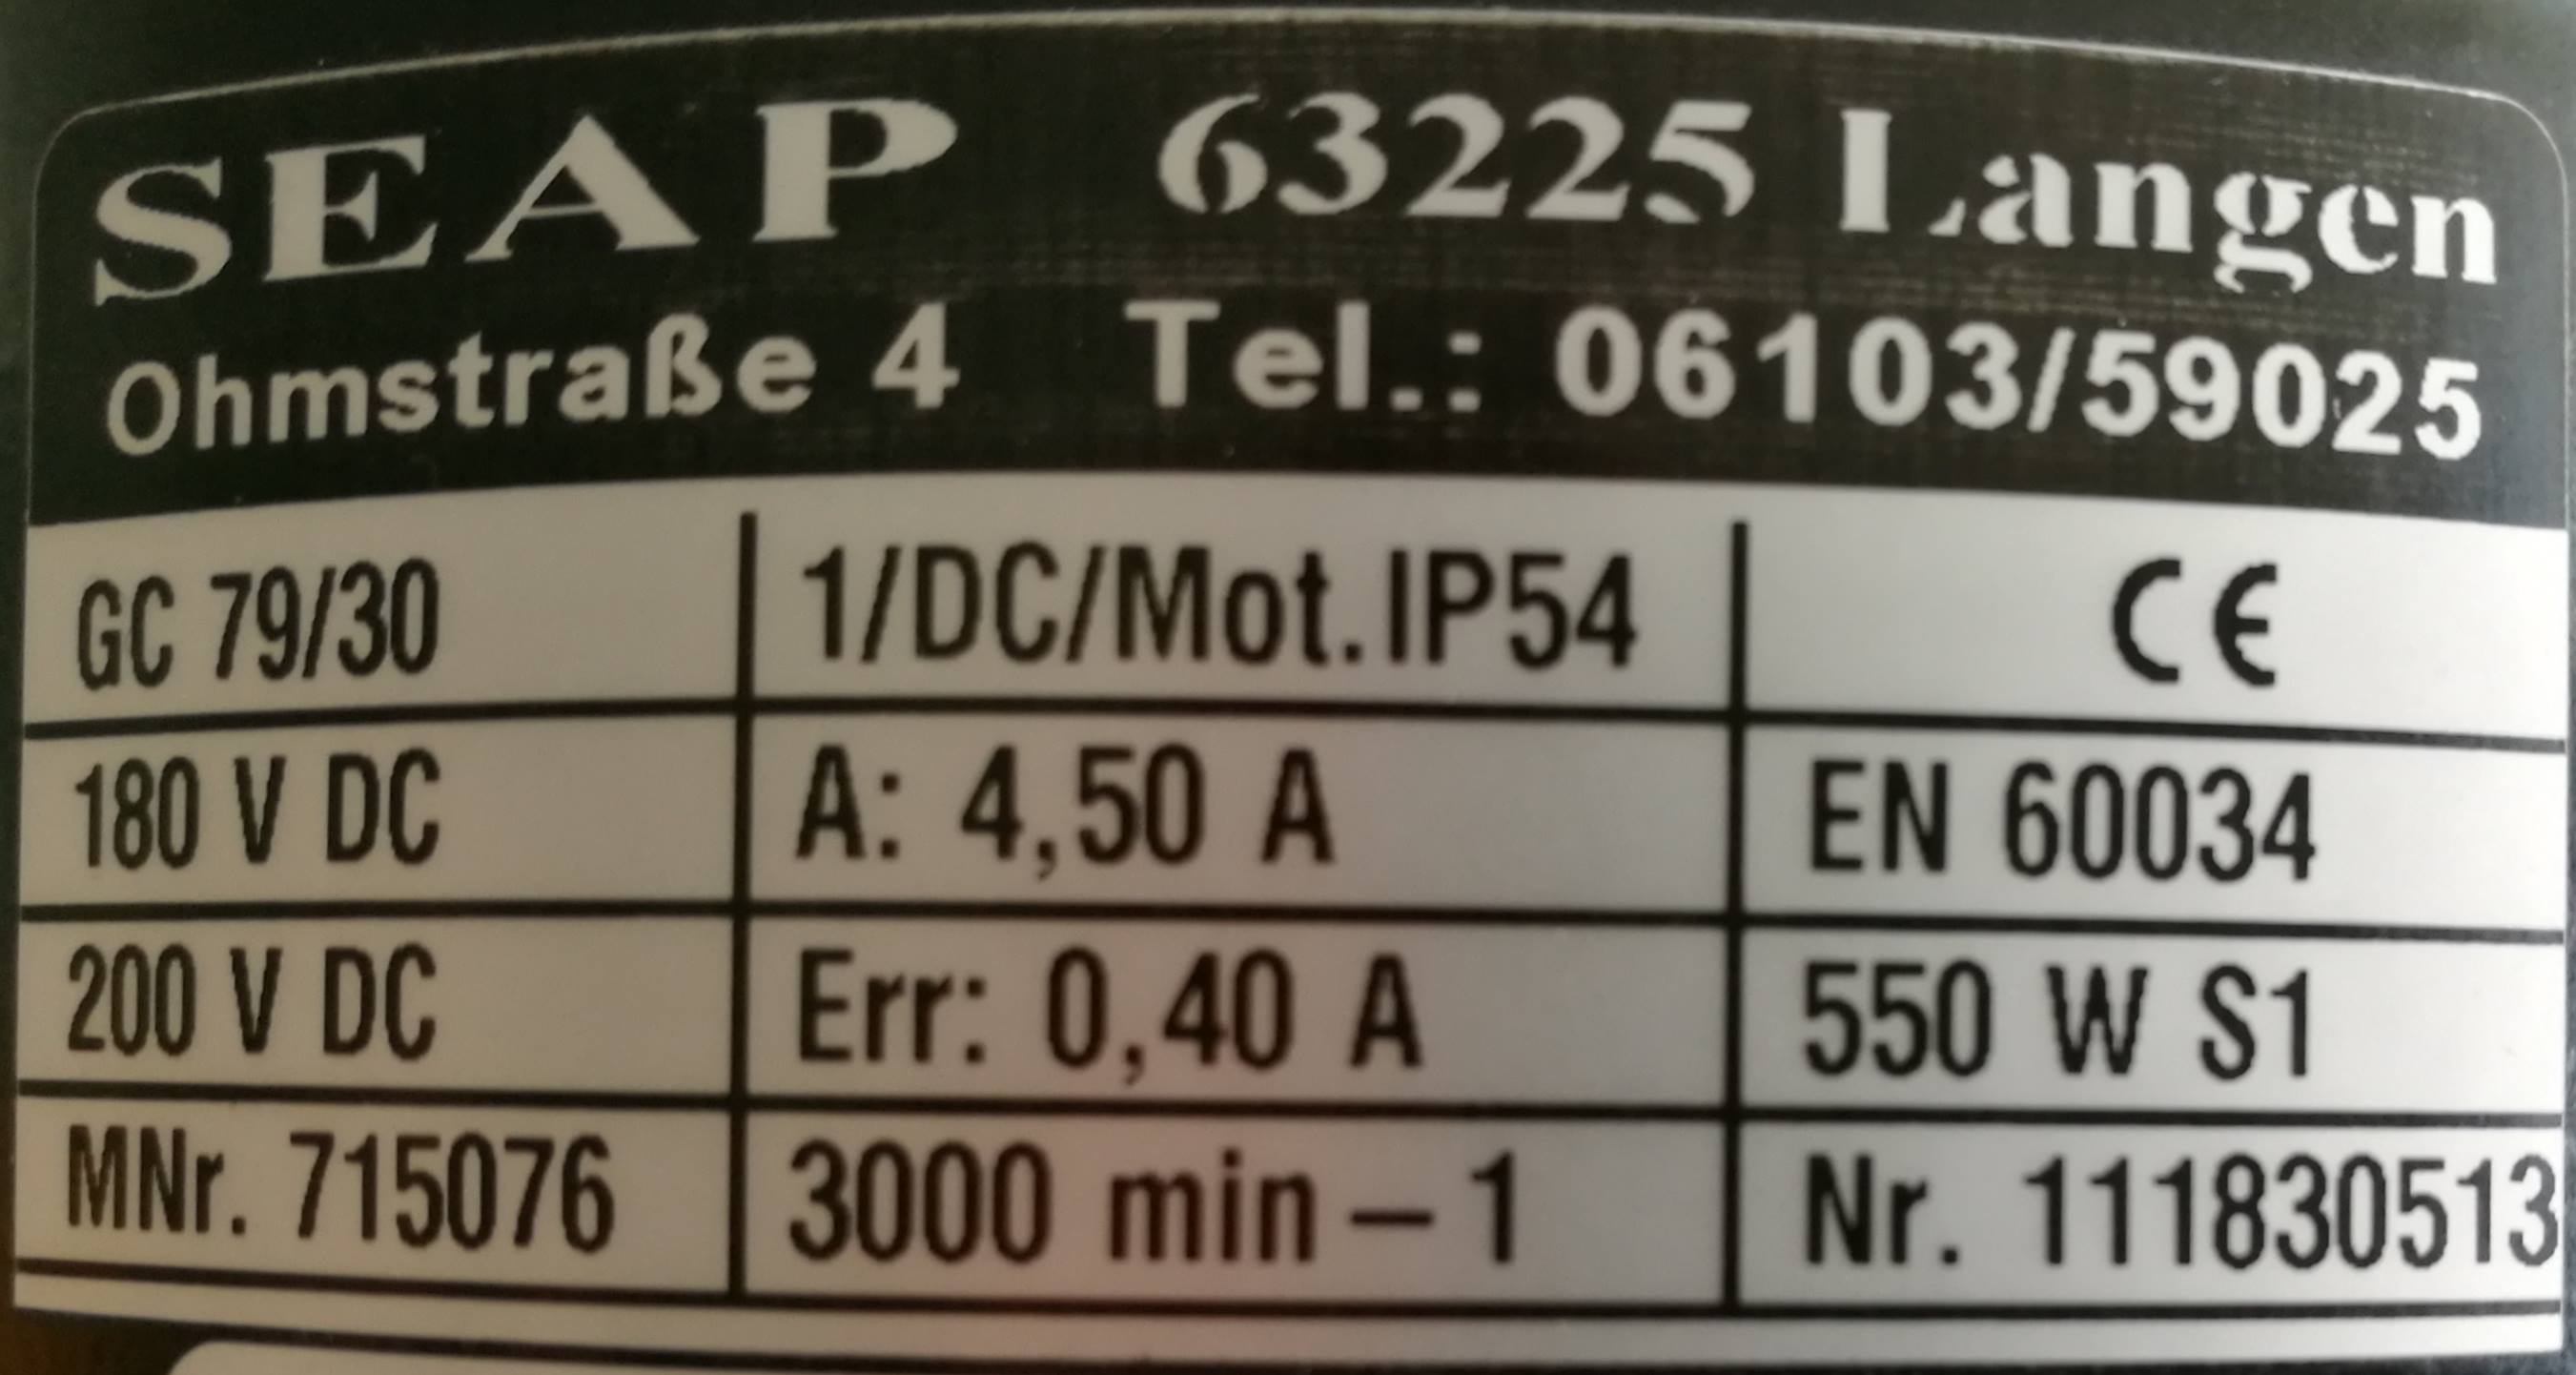 SEAP 63225 Langen
Ohmstraße 4 Tel.: 06103/59025
GC 79/30 1/DC/Mot.IP54 CE
180 V DC A: 4,50 A EN 60034
200 V DC Err: 0,40 A 550 W S1
MNr. 715076 3000 min-1 Nr. 111830513